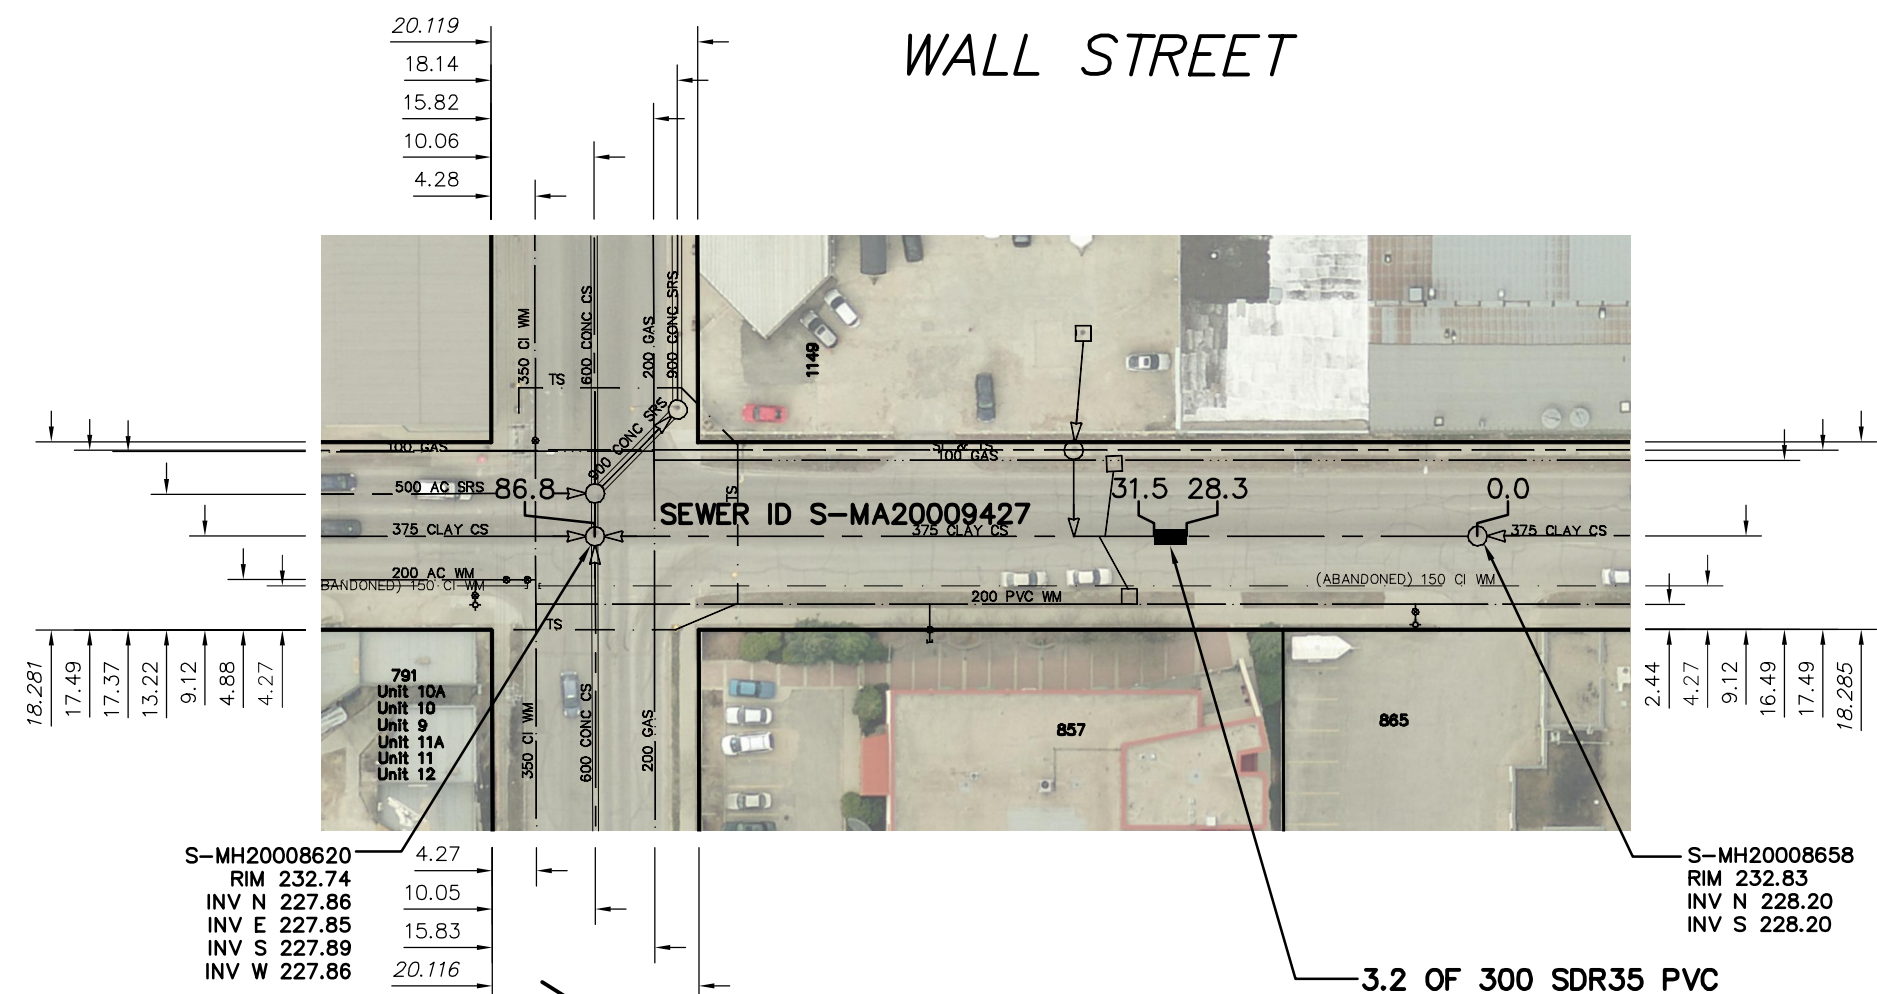 20.119
18.14
15.82
10.06
4.28
WALL STREET
350 CI WM
600 CONC CS
200 GAS
900 CONC SRS
TS
900 CONC SRS
1149
100 GAS
100 GAS
500 AC SRS
86.8
TS
SEWER ID S-MA20009427
31.5
28.3
0.0
375 CLAY CS
375 CLAY CS
375 CLAY CS
200 AC WM
BANDONED) 150 CI WM
(ABANDONED) 150 CI WM
200 PVC WM
TS
18.281
17.49
17.37
13.22
9.12
4.88
4.27
2.44
4.27
9.12
16.49
17.49
18.285
791
Unit 10A
Unit 10
Unit 9
Unit 11A
Unit 11
Unit 12
350 CI WM
600 CONC CS
200 GAS
857
865
S-MH20008620
RIM 232.74
INV N 227.86
INV E 227.85
INV S 227.89
INV W 227.86
4.27
10.05
15.83
20.116
S-MH20008658
RIM 232.83
INV N 228.20
INV S 228.20
3.2 OF 300 SDR35 PVC